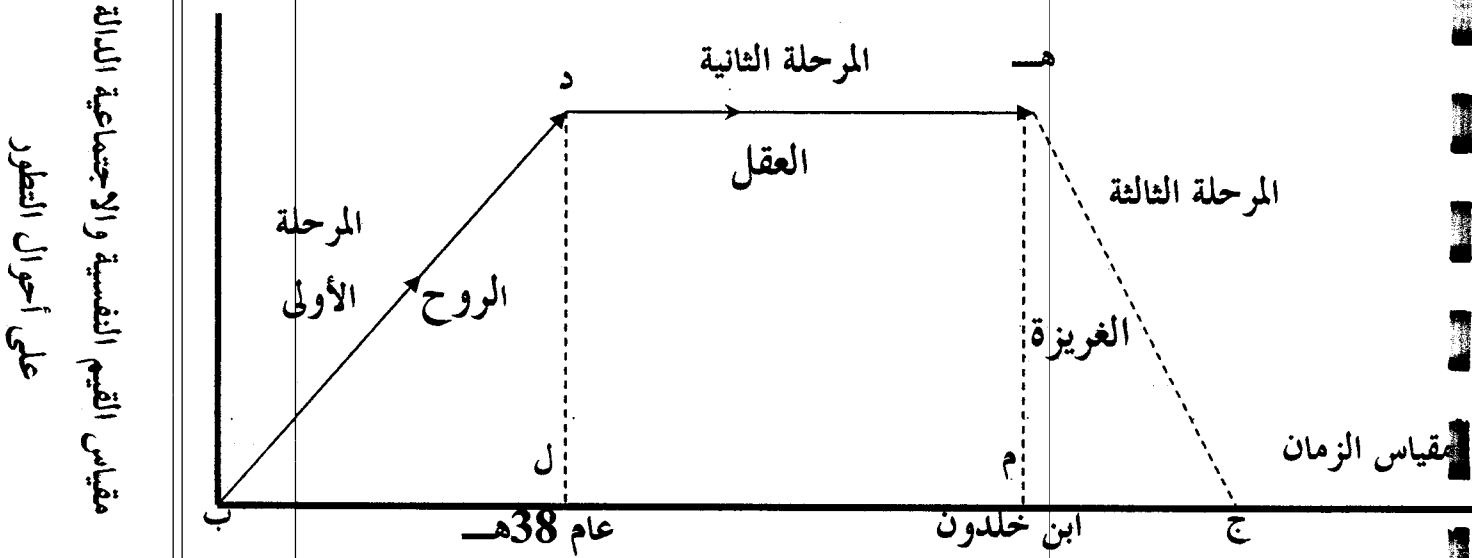 مقياس القيم النفسية والاجتماعية الدالة
على أحوال التطور
هـ
المرحلة الثانية
د
العقل
المرحلة الثالثة
المرحلة
الأولى
الروح
الغريزة
مقياس الزمان
م
ل
ج
ابن خلدون
عام 38هـ
ب